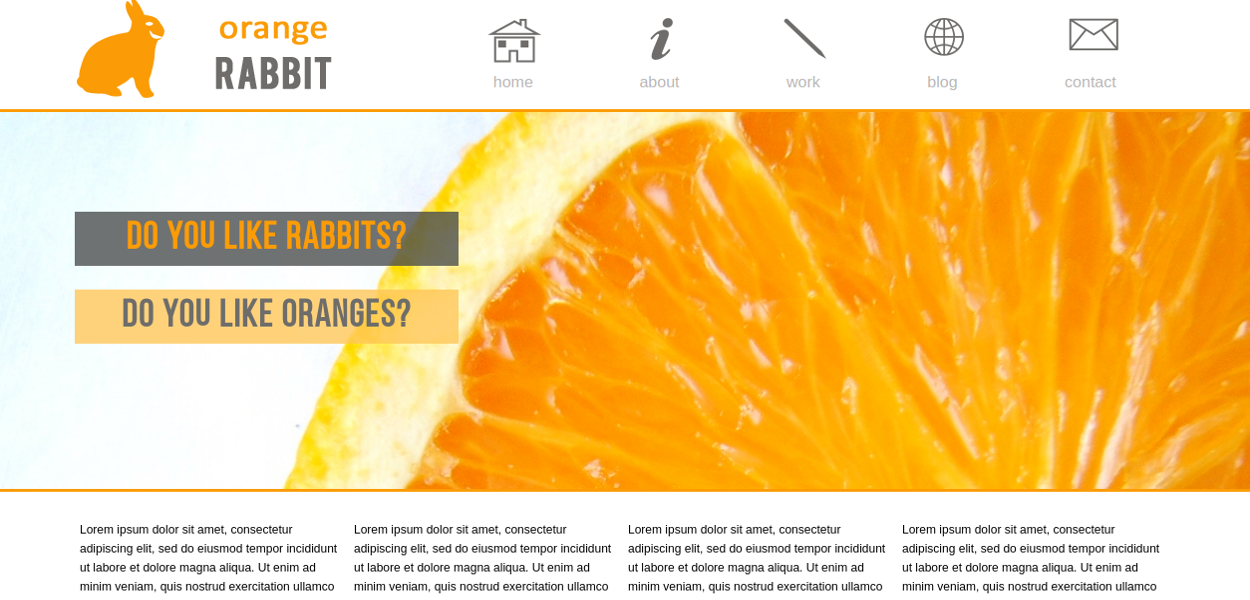 orange
RABBIT
home about work blog contact
DO YOU LIKE RABBITS?
DO YOU LIKE ORANGES?
Lorem ipsum dolor sit amet, consectetur
adipiscing elit, sed do eiusmod tempor incididunt
ut labore et dolore magna aliqua. Ut enim ad
minim veniam, quis nostrud exercitation ullamco
Lorem ipsum dolor sit amet, consectetur
adipiscing elit, sed do eiusmod tempor incididunt
ut labore et dolore magna aliqua. Ut enim ad
minim veniam, quis nostrud exercitation ullamco
Lorem ipsum dolor sit amet, consectetur
adipiscing elit, sed do eiusmod tempor incididunt
ut labore et dolore magna aliqua. Ut enim ad
minim veniam, quis nostrud exercitation ullamco
Lorem ipsum dolor sit amet, consectetur
adipiscing elit, sed do eiusmod tempor incididunt
ut labore et dolore magna aliqua. Ut enim ad
minim veniam, quis nostrud exercitation ullamco